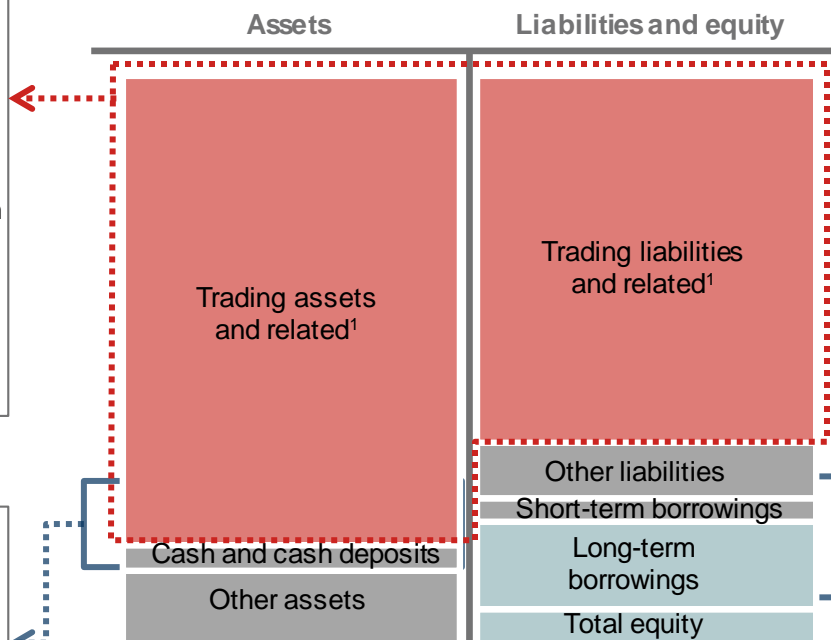 Assets
Liabilities and equity
Trading assets
and related¹
Cash and cash deposits
Other assets
Trading liabilities
and related¹
Other liabilities
Short-term borrowings
Long-term
borrowings
Total equity